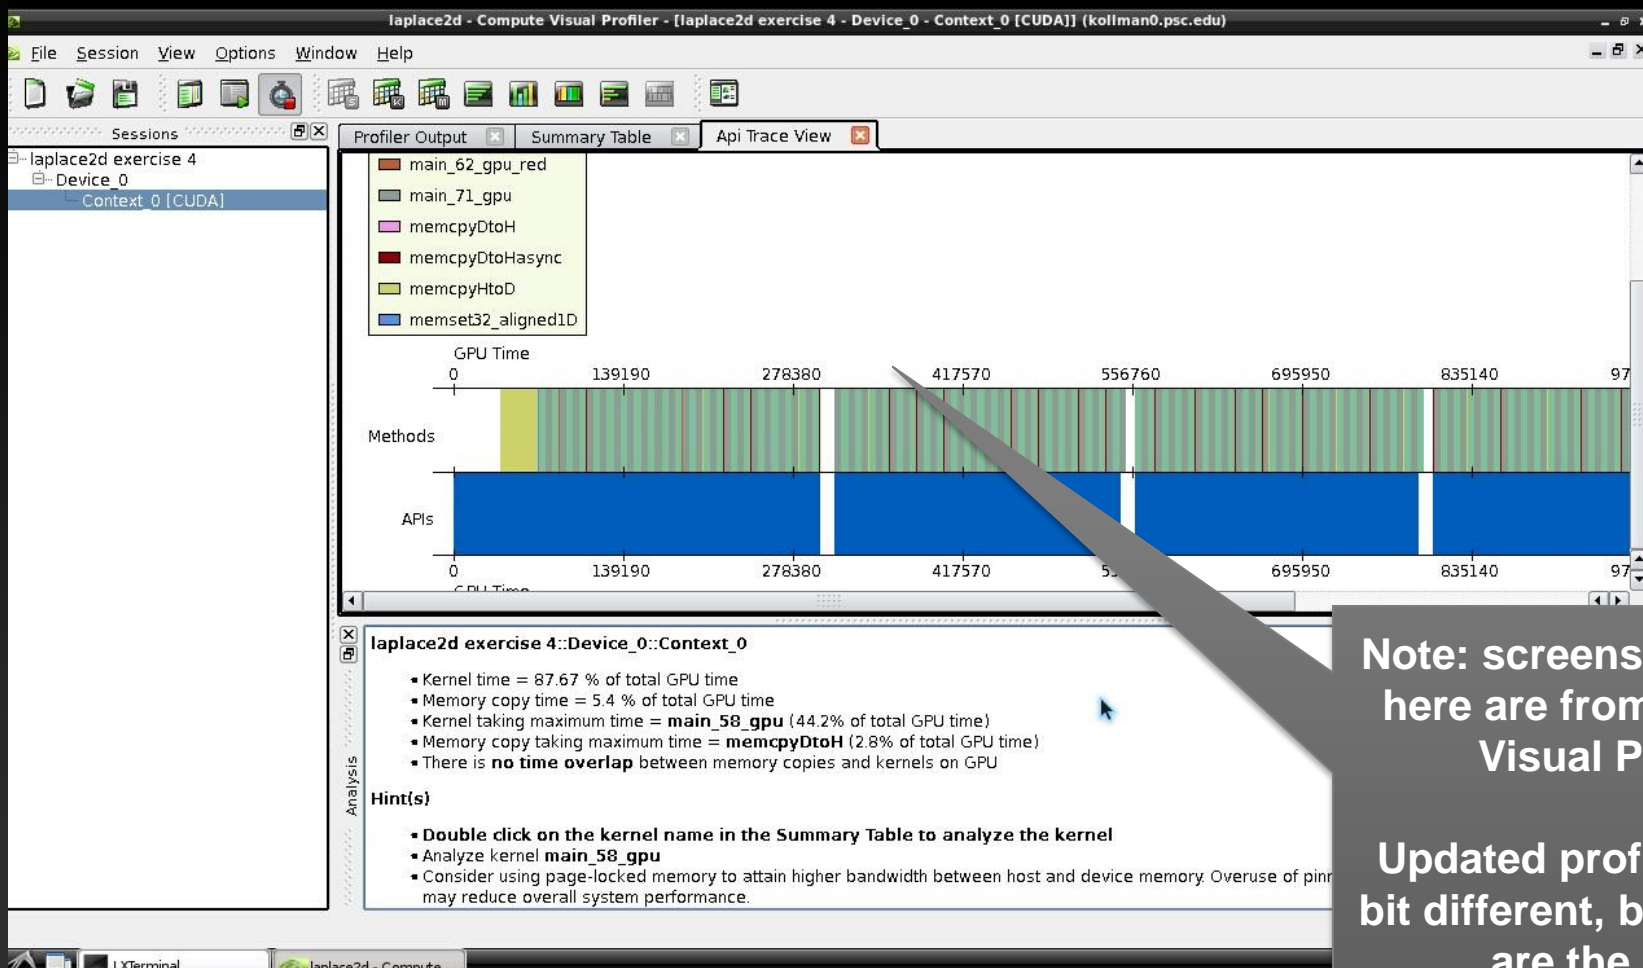 laplace2d - Compute Visual Profiler - [laplace2d exercise 4 - Device_0 - Context_0 [CUDA]] (kollman0.psc.edu)
File Session View Options Window Help
Sessions
Profiler Output
Summary Table
Api Trace View
laplace2d exercise 4
Device_0
Context_0 [CUDA]
main_62_gpu_red
main_71_gpu
memcpyDtoH
memcpyDtoHasync
memcpyHtoD
memset32_aligned1D
GPU Time
0 139190 278380 417570 556760 695950 835140 97
Methods
APIs
0 139190 278380 417570 55 695950 835140 97
GPU Time
Analysis
laplace2d exercise 4::Device_0::Context_0
Kernel time = 87.67 % of total GPU time
Memory copy time = 5.4 % of total GPU time
Kernel taking maximum time = main_58_gpu (44.2% of total GPU time)
Memory copy taking maximum time = memcpyDtoH (2.8% of total GPU time)
There is no time overlap between memory copies and kernels on GPU
Hint(s)
Double click on the kernel name in the Summary Table to analyze the kernel
Analyze kernel main_58_gpu
Consider using page-locked memory to attain higher bandwidth between host and device memory. Overuse of pinn
may reduce overall system performance.
Note: screens
here are from
Visual P
Updated prof
bit different, b
are the
LXTerminal
laplace2d - Compute